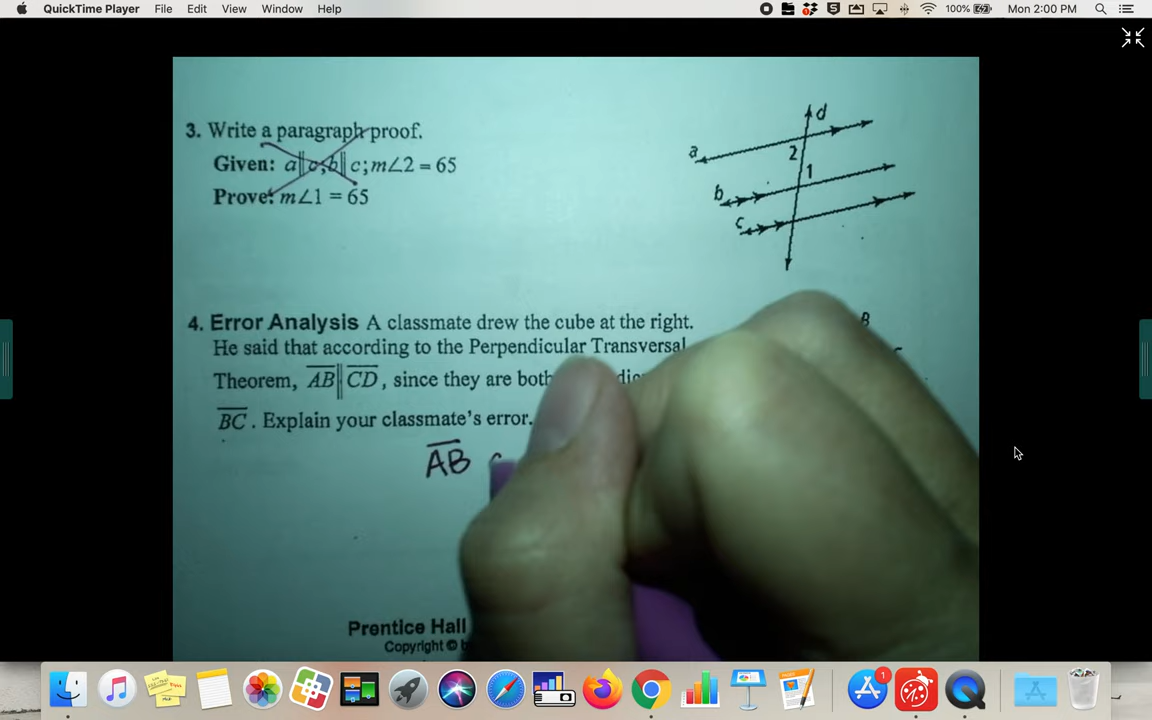 QuickTime Player File Edit View Window Help 100% Mon 2:00 PM
3. Write a paragraph proof.
Given: a∥c; b∥c; m∠2 = 65
Prove: m∠1 = 65
d
a
2
1
b
c
4. Error Analysis A classmate drew the cube at the right.
He said that according to the Perpendicular Transversal
Theorem, AB∥CD, since they are both
BC. Explain your classmate's error.
B
AB
Prentice Hall
Copyright ©
1